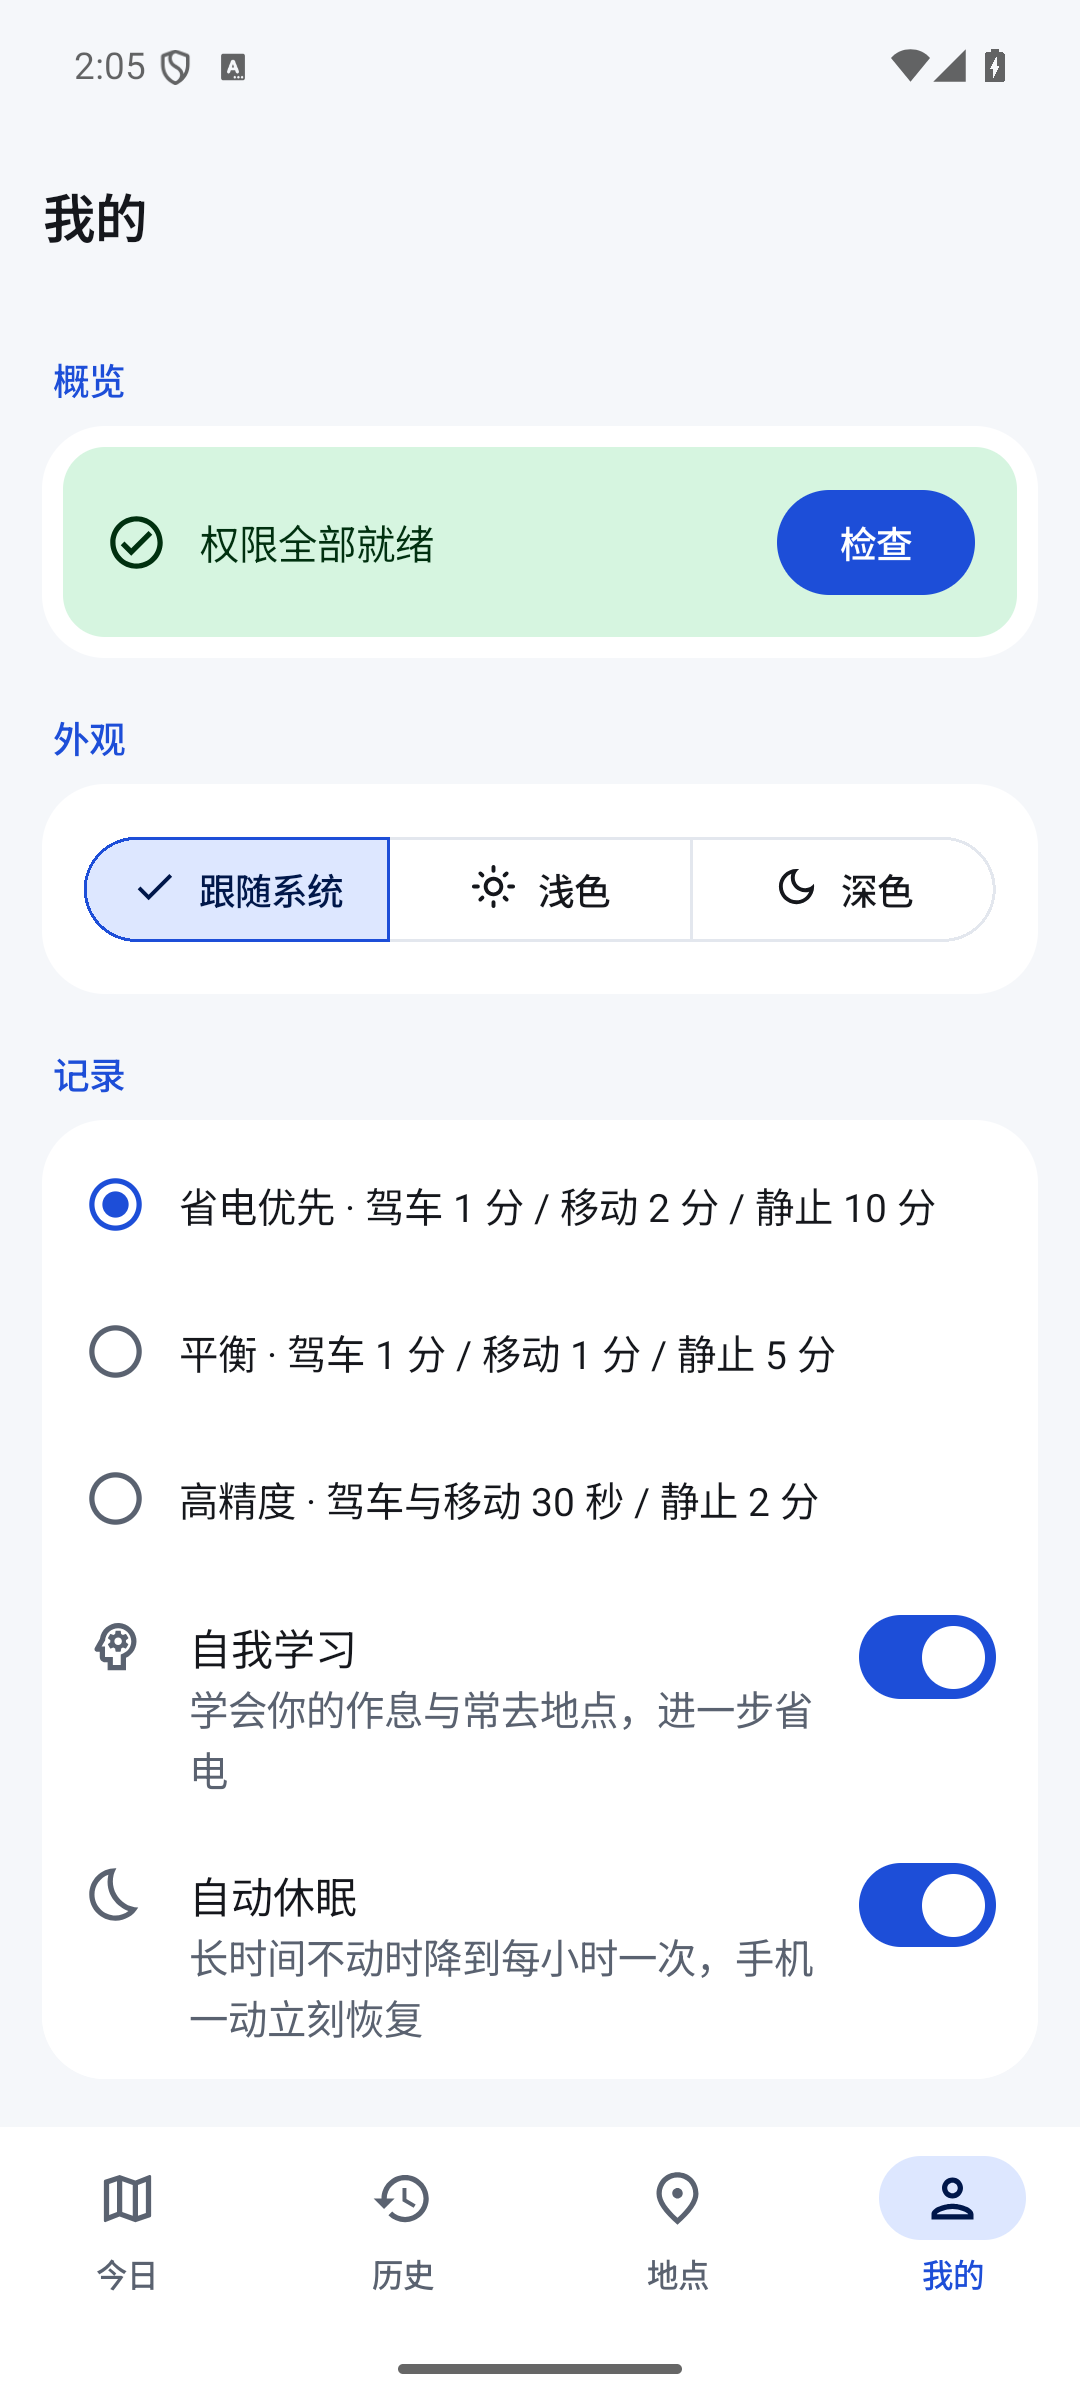 2:05
我的
概览
权限全部就绪
检查
外观
跟随系统
浅色
深色
记录
省电优先 · 驾车 1 分 / 移动 2 分 / 静止 10 分
平衡 · 驾车 1 分 / 移动 1 分 / 静止 5 分
高精度 · 驾车与移动 30 秒 / 静止 2 分
自我学习
学会你的作息与常去地点，进一步省
电
自动休眠
长时间不动时降到每小时一次，手机
一动立刻恢复
今日
历史
地点
我的